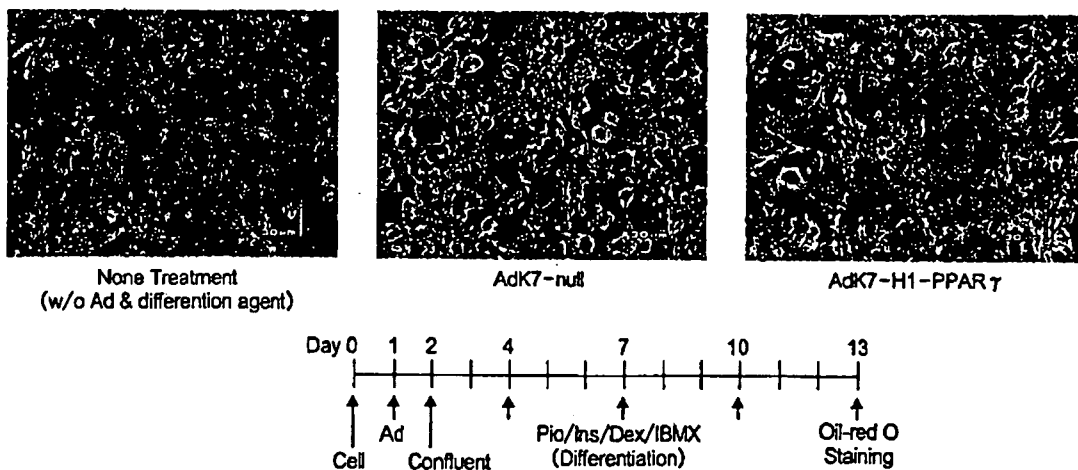 None Treatment
(w/o Ad & differention agent)
AdK7-null
AdK7-H1-PPARγ
Day 0 1 2 4 7 10 13
Ad
Pio/Ins/Dex/IBMX
(Differentiation)
Oil-red O
Staining
Cell
Confluent